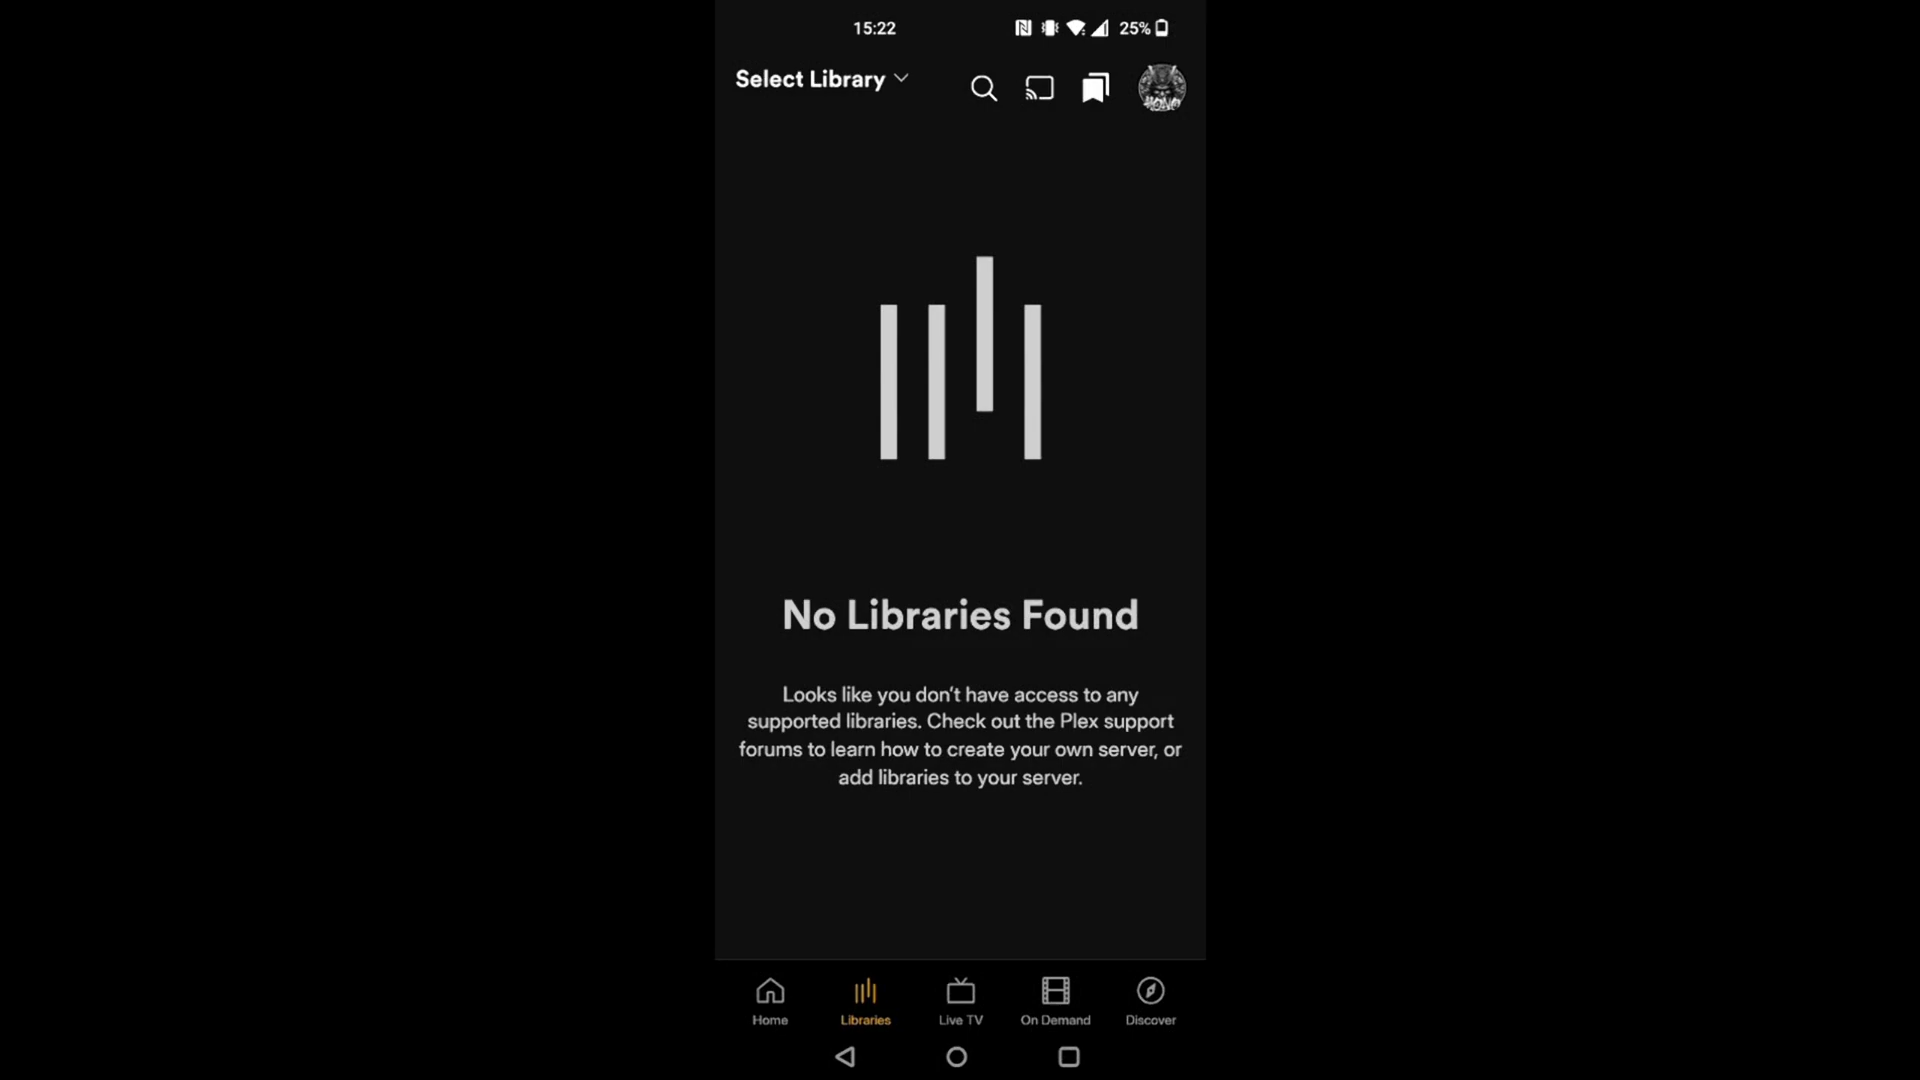 15:22
25%
Select Library
No Libraries Found
Looks like you don't have access to any
supported libraries. Check out the Plex support
forums to learn how to create your own server, or
add libraries to your server.
Home
Libraries
Live TV
On Demand
Discover